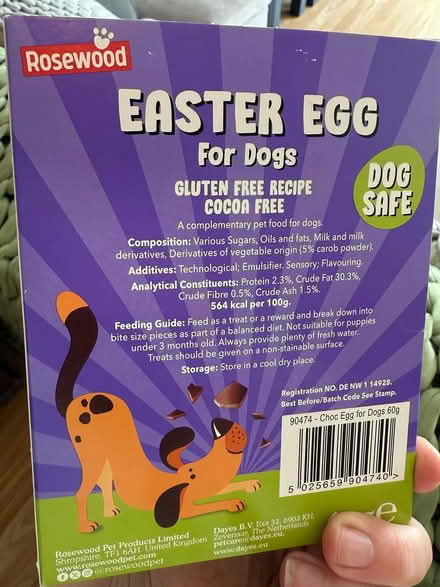 Rosewood
EASTER EGG
For Dogs
DOG
SAFE
GLUTEN FREE RECIPE
COCOA FREE
A complementary pet food for dogs.
Composition: Various Sugars, Oils and fats, Milk and milk
derivatives, Derivatives of vegetable origin (5% carob powder).
Additives: Technological; Emulsifier. Sensory; Flavouring.
Analytical Constituents: Protein 2.3%, Crude Fat 30.3%,
Crude Fibre 0.5%, Crude Ash 1.5%.
564 kcal per 100g.
Feeding Guide: Feed as a treat or a reward and break down into
bite size pieces as part of a balanced diet. Not suitable for puppies
under 3 months old. Always provide plenty of fresh water.
Treats should be given on a non-stainable surface.
Storage: Store in a cool dry place.
Registration NO. DE NW 1 14928.
Best Before/Batch Code See Stamp.
90474 - Choc Egg for Dogs 60g
5 025659 904740 >
Rosewood Pet Products Limited
Shropshire, TF1 6AH, United Kingdom
www.rosewoodpet.com
@rosewoodpet
Dayes B.V. Exa 32, 6902 KH,
Zevenaar, The Netherlands
petcare@dayes.eu,
www.dayes.eu
e